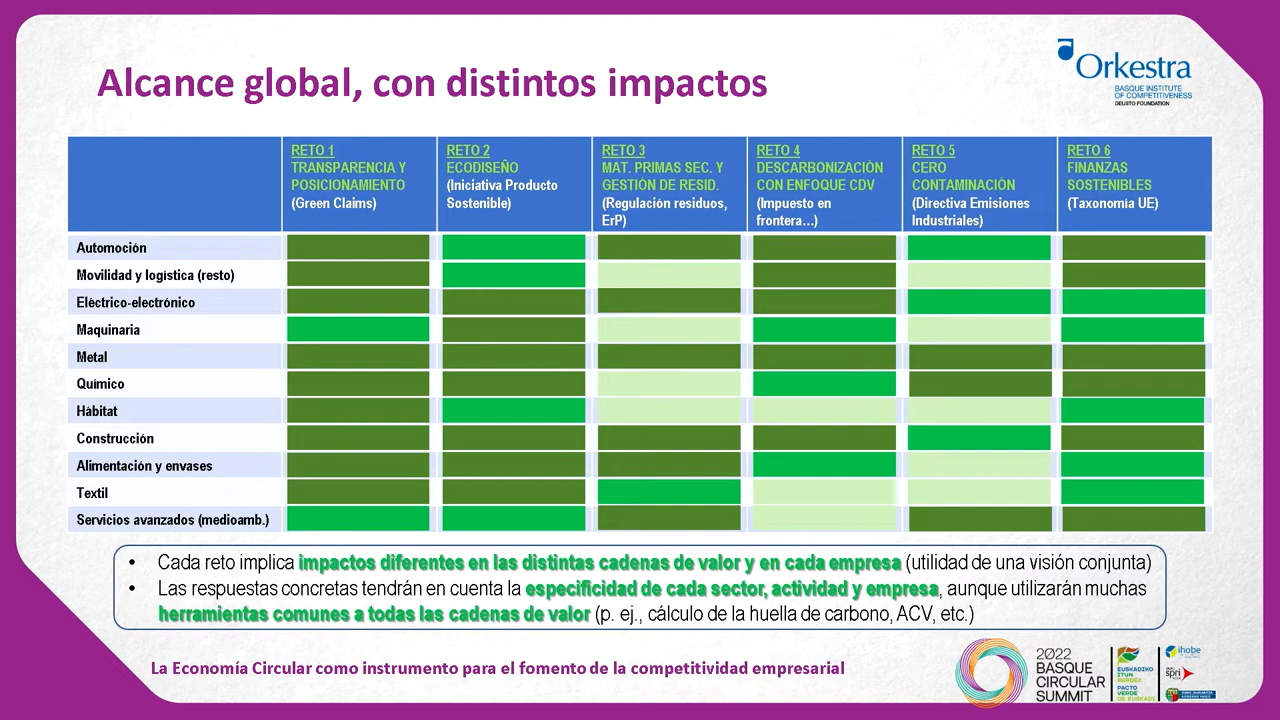 Alcance global, con distintos impactos
Orkestra
BASQUE INSTITUTE
OF COMPETITIVENESS
DEUSTO FOUNDATION
RETO 1
TRANSPARENCIA Y
POSICIONAMIENTO
(Green Claims)
RETO 2
ECODISEÑO
(Iniciativa Producto
Sostenible)
RETO 3
MAT. PRIMAS SEC. Y
GESTIÓN DE RESID.
(Regulación residuos,
ErP)
RETO 4
DESCARBONIZACIÓN
CON ENFOQUE CDV
(Impuesto en
frontera...)
RETO 5
CERO
CONTAMINACIÓN
(Directiva Emisiones
Industriales)
RETO 6
FINANZAS
SOSTENIBLES
(Taxonomía UE)
Automoción
Movilidad y logística (resto)
Eléctrico-electrónico
Maquinaria
Metal
Químico
Hábitat
Construcción
Alimentación y envases
Textil
Servicios avanzados (medioamb.)
• Cada reto implica impactos diferentes en las distintas cadenas de valor y en cada empresa (utilidad de una visión conjunta)
• Las respuestas concretas tendrán en cuenta la especificidad de cada sector, actividad y empresa, aunque utilizarán muchas
herramientas comunes a todas las cadenas de valor (p. ej., cálculo de la huella de carbono, ACV, etc.)
La Economía Circular como instrumento para el fomento de la competitividad empresarial
2022
BASQUE
CIRCULAR
SUMMIT
EUSKADIKO
ITUN
BERDEA
PACTO
VERDE
DE EUSKADI
ihobe
spri